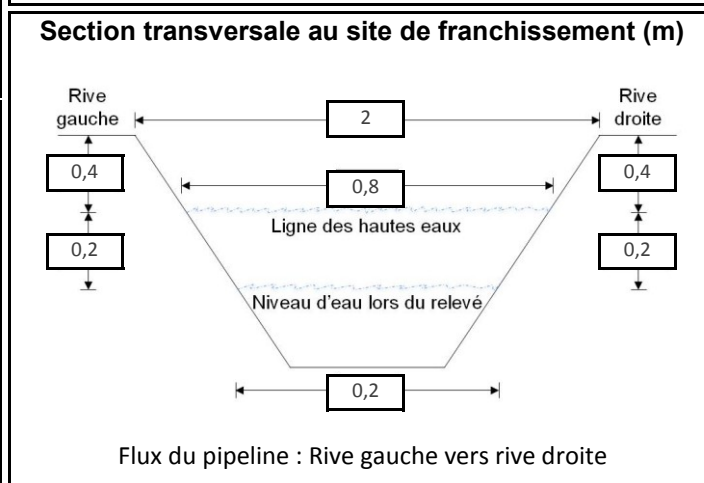 Section transversale au site de franchissement (m)
Rive gauche
2
Rive droite
0,4
0,8
0,4
Ligne des hautes eaux
0,2
0,2
Niveau d'eau lors du relevé
0,2
Flux du pipeline : Rive gauche vers rive droite